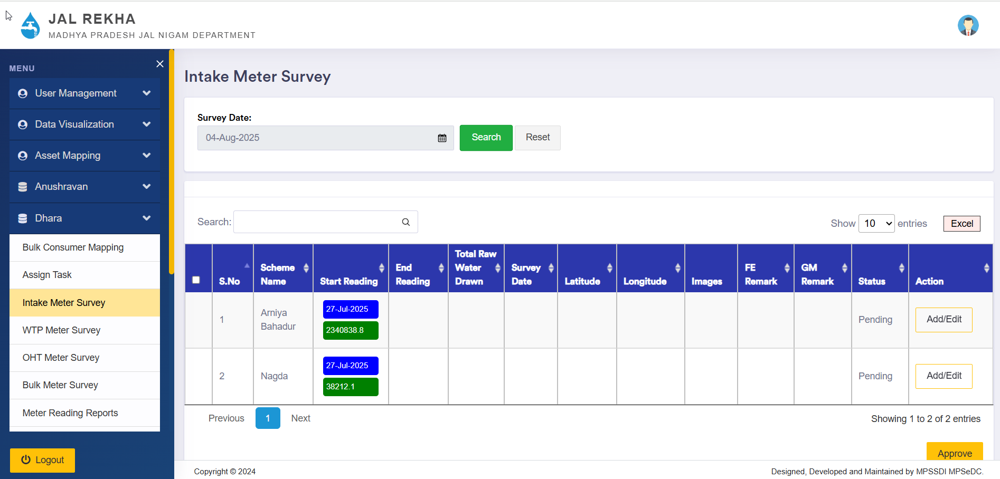 JAL REKHA
MADHYA PRADESH JAL NIGAM DEPARTMENT
MENU
User Management
Data Visualization
Asset Mapping
Anushravan
Dhara
Bulk Consumer Mapping
Assign Task
Intake Meter Survey
WTP Meter Survey
OHT Meter Survey
Bulk Meter Survey
Meter Reading Reports
Logout
Intake Meter Survey
Survey Date:
04-Aug-2025 Search Reset
Search:
Show 10 entries Excel
S.No Scheme Name Start Reading End Reading Total Raw Water Drawn Survey Date Latitude Longitude Images FE Remark GM Remark Status Action
1 Arniya Bahadur 27-Jul-2025 2340838.8 Pending Add/Edit
2 Nagda 27-Jul-2025 38212.1 Pending Add/Edit
Previous 1 Next
Showing 1 to 2 of 2 entries
Approve
Copyright © 2024
Designed, Developed and Maintained by MPSSDI MPSeDC.